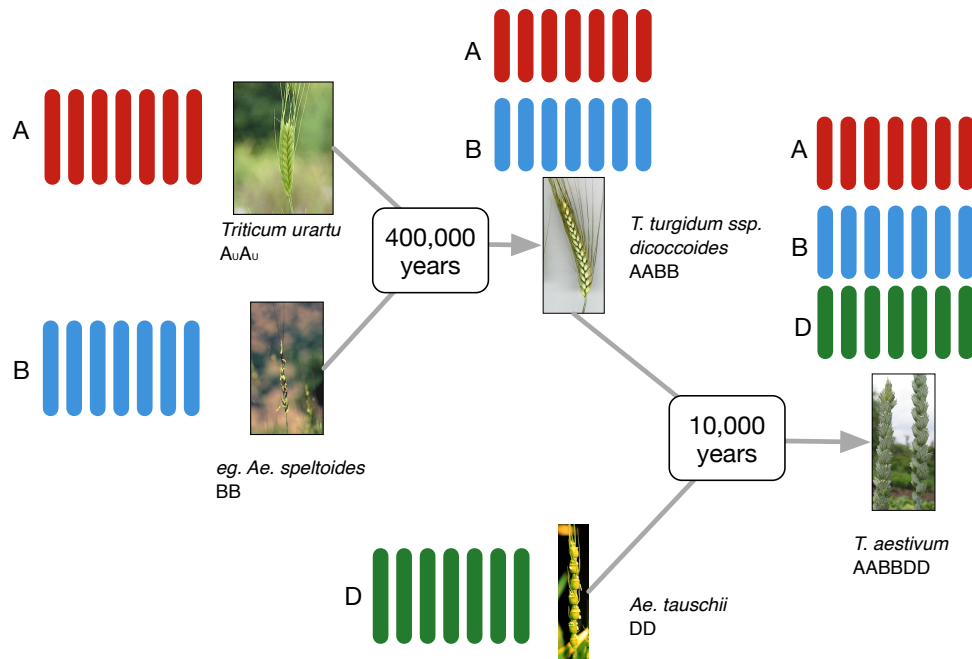 A
B
A
Triticum urartu
AUAU
400,000
years
T. turgidum ssp.
dicoccoides
AABB
A
B
D
B
eg. Ae. speltoides
BB
10,000
years
T. aestivum
AABBDD
D
Ae. tauschii
DD